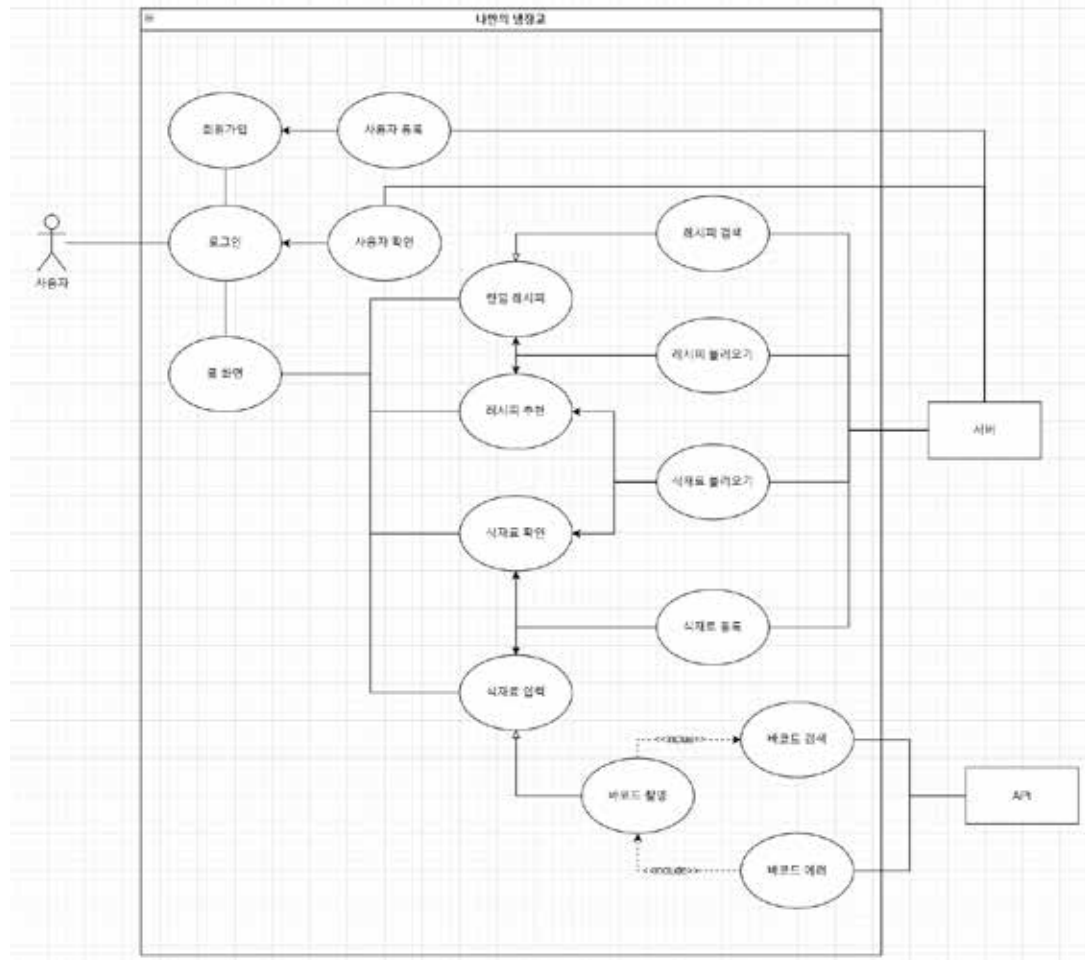 나만의 냉장고
회원가입
사용자 등록
로그인
사용자 확인
사용자
홈 화면
랜덤 레시피
레시피 추천
식재료 확인
식재료 입력
레시피 검색
레시피 불러오기
식재료 불러오기
식재료 등록
서버
바코드 촬영
바코드 검색
<<include>>
바코드 에러
API